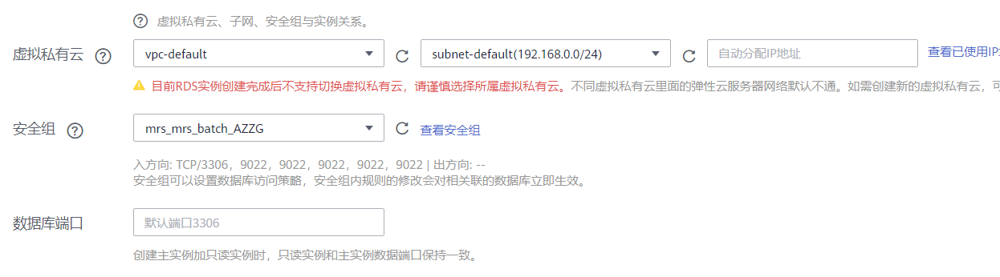 虚拟私有云、子网、安全组与实例关系。
虚拟私有云 vpc-default subnet-default(192.168.0.0/24) 自动分配IP地址 查看已使用IP
目前RDS实例创建完成后不支持切换虚拟私有云，请谨慎选择所属虚拟私有云。不同虚拟私有云里面的弹性云服务器网络默认不通。如需创建新的虚拟私有云，可
安全组 mrs_mrs_batch_AZZG 查看安全组
入方向: TCP/3306，9022，9022，9022，9022，9022 | 出方向: --
安全组可以设置数据库访问策略，安全组内规则的修改会对相关联的数据库立即生效。
数据库端口 默认端口3306
创建主实例加只读实例时，只读实例和主实例数据端口保持一致。